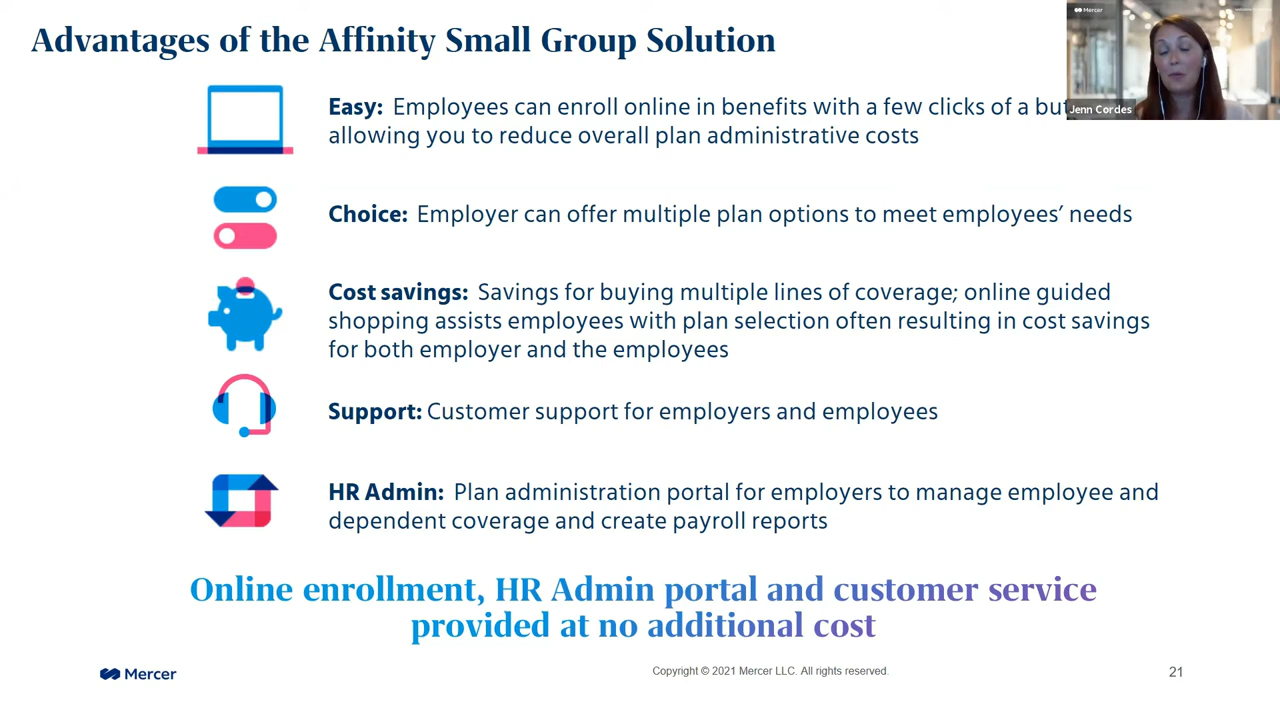 Advantages of the Affinity Small Group Solution
Mercer
Jenn Cordes
Easy: Employees can enroll online in benefits with a few clicks of a
allowing you to reduce overall plan administrative costs
Choice: Employer can offer multiple plan options to meet employees’ needs
Cost savings: Savings for buying multiple lines of coverage; online guided
shopping assists employees with plan selection often resulting in cost savings
for both employer and the employees
Support: Customer support for employers and employees
HR Admin: Plan administration portal for employers to manage employee and
dependent coverage and create payroll reports
Online enrollment, HR Admin portal and customer service
provided at no additional cost
Mercer
Copyright © 2021 Mercer LLC. All rights reserved.
21